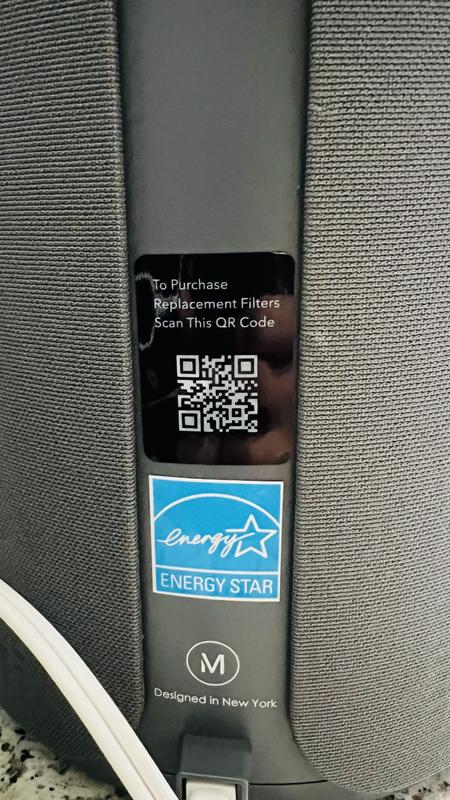 To Purchase
Replacement Filters
Scan This QR Code
energy
ENERGY STAR
M
Designed in New York